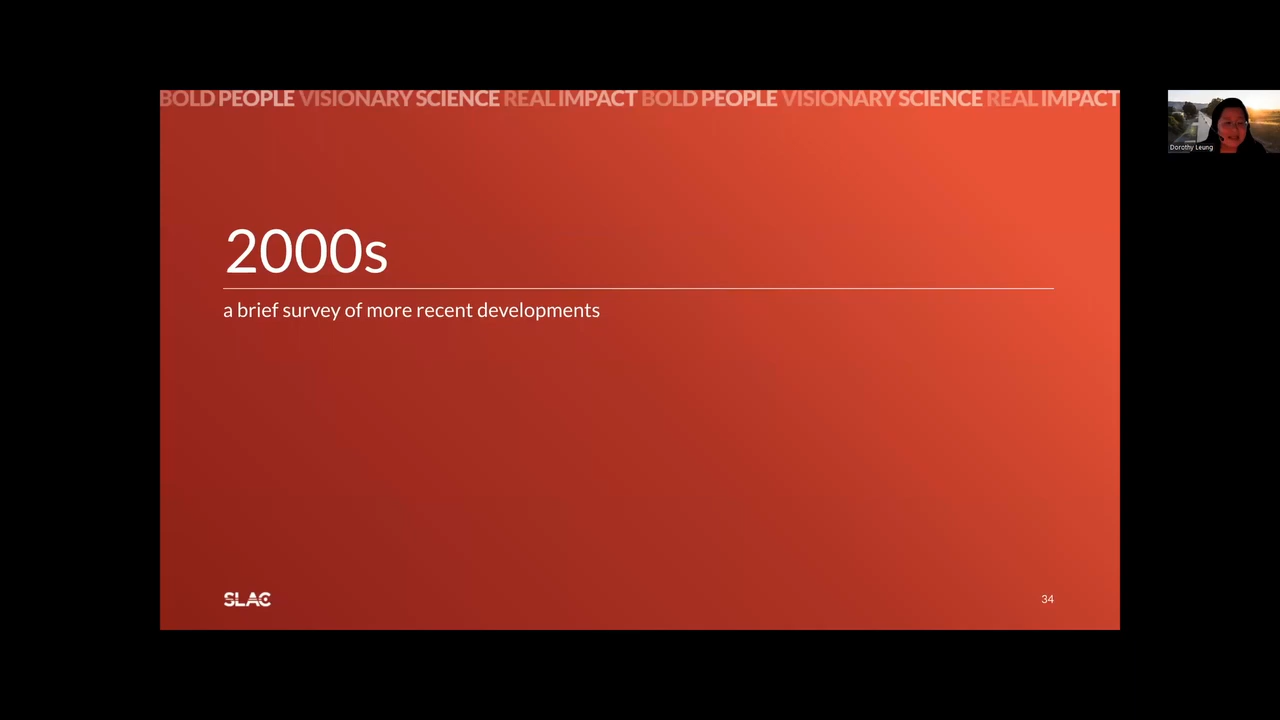 BOLD PEOPLE VISIONARY SCIENCE REAL IMPACT BOLD PEOPLE VISIONARY SCIENCE REAL IMPACT
Dorothy Leung
2000s
a brief survey of more recent developments
SLAC
34